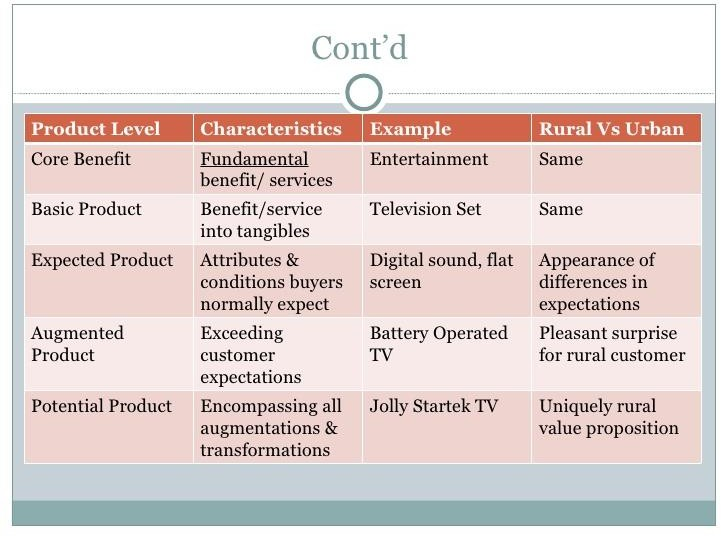 Cont’d
Product Level Characteristics Example Rural Vs Urban
Core Benefit Fundamental benefit/ services Entertainment Same
Basic Product Benefit/service into tangibles Television Set Same
Expected Product Attributes & conditions buyers normally expect Digital sound, flat screen Appearance of differences in expectations
Augmented Product Exceeding customer expectations Battery Operated TV Pleasant surprise for rural customer
Potential Product Encompassing all augmentations & transformations Jolly Startek TV Uniquely rural value proposition